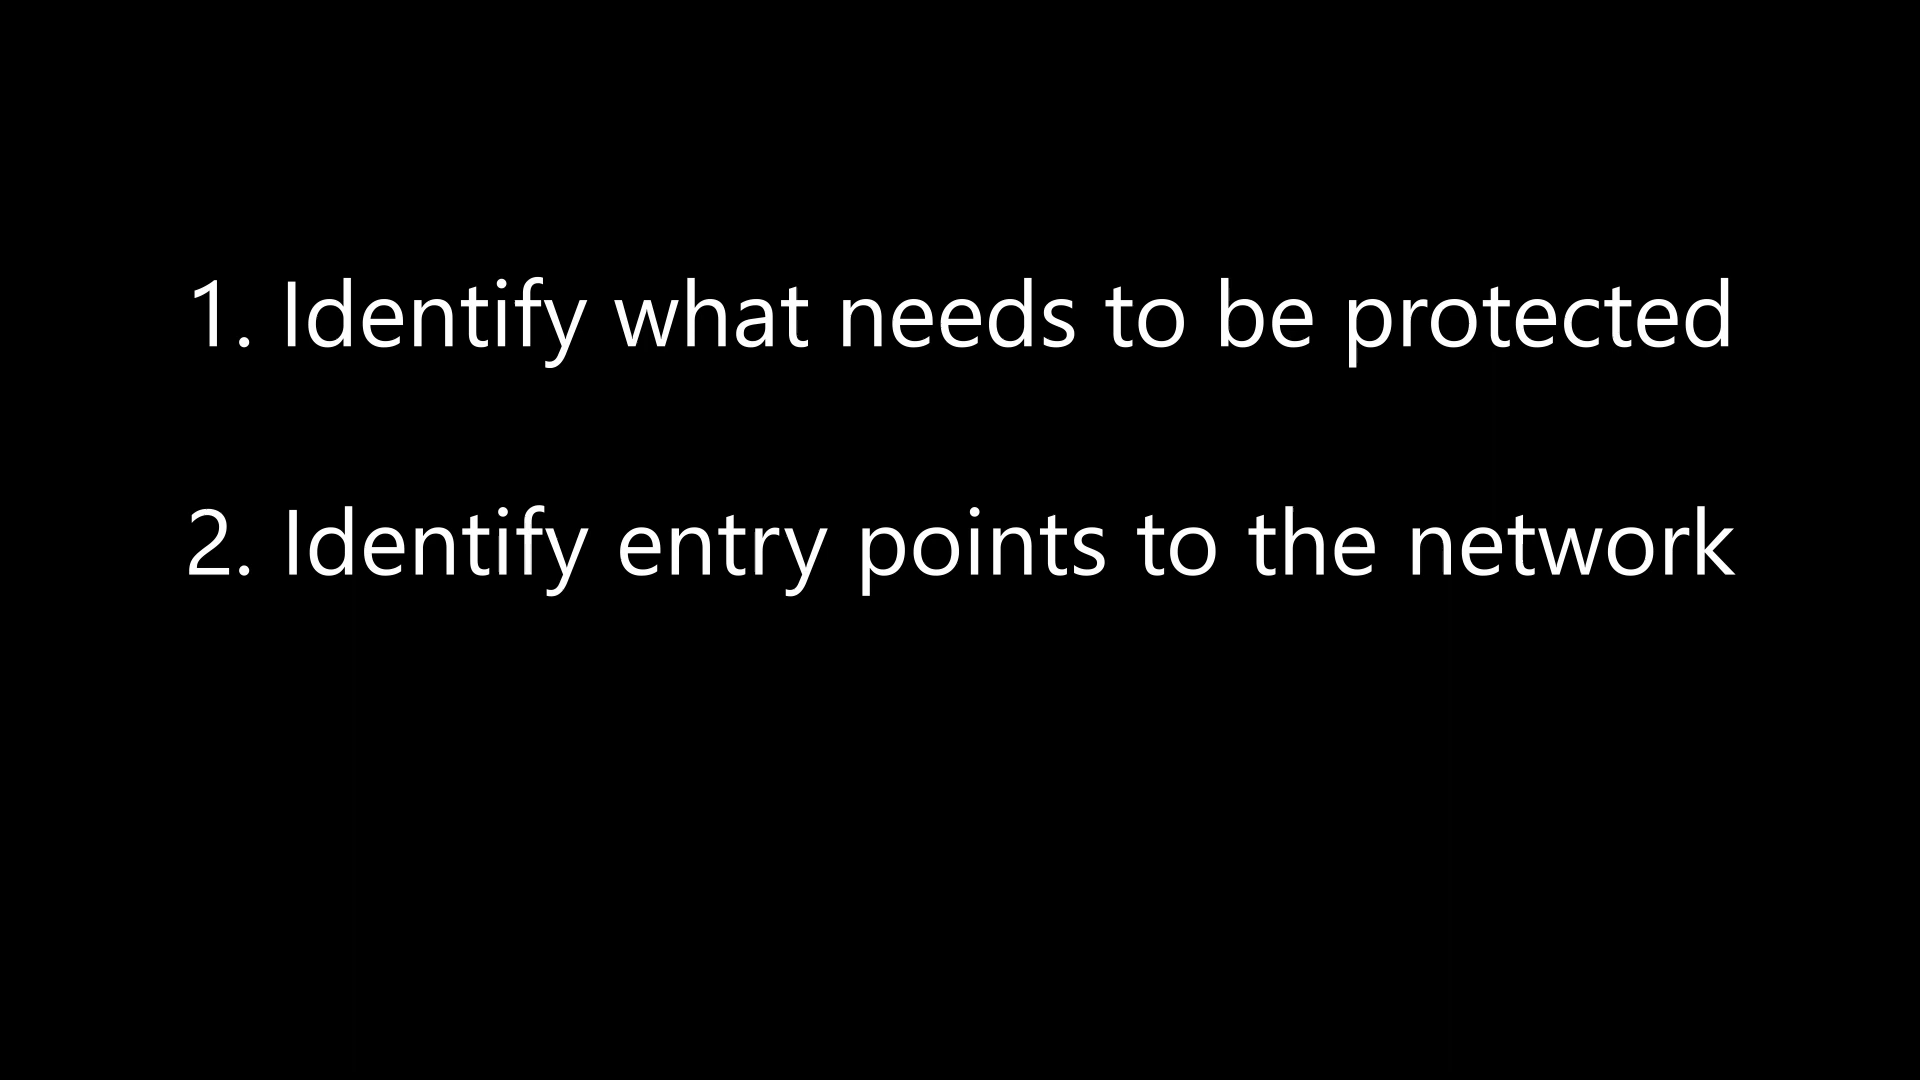 1. Identify what needs to be protected
2. Identify entry points to the network